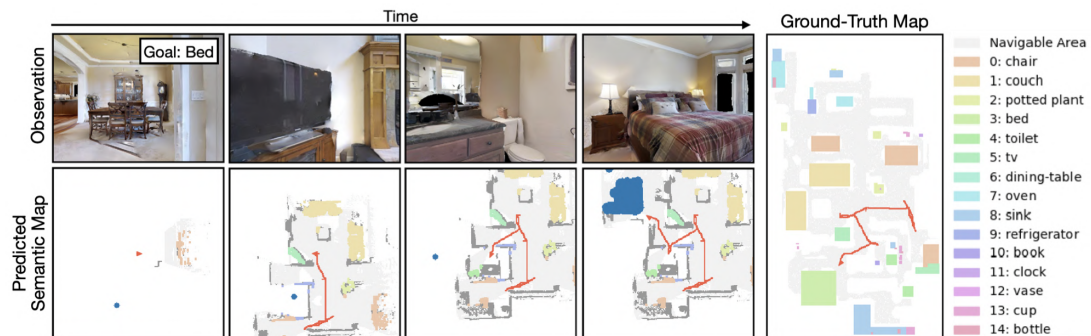 Time
Ground-Truth Map
Observation
Goal: Bed
Predicted
Semantic Map
Navigable Area
0: chair
1: couch
2: potted plant
3: bed
4: toilet
5: tv
6: dining-table
7: oven
8: sink
9: refrigerator
10: book
11: clock
12: vase
13: cup
14: bottle